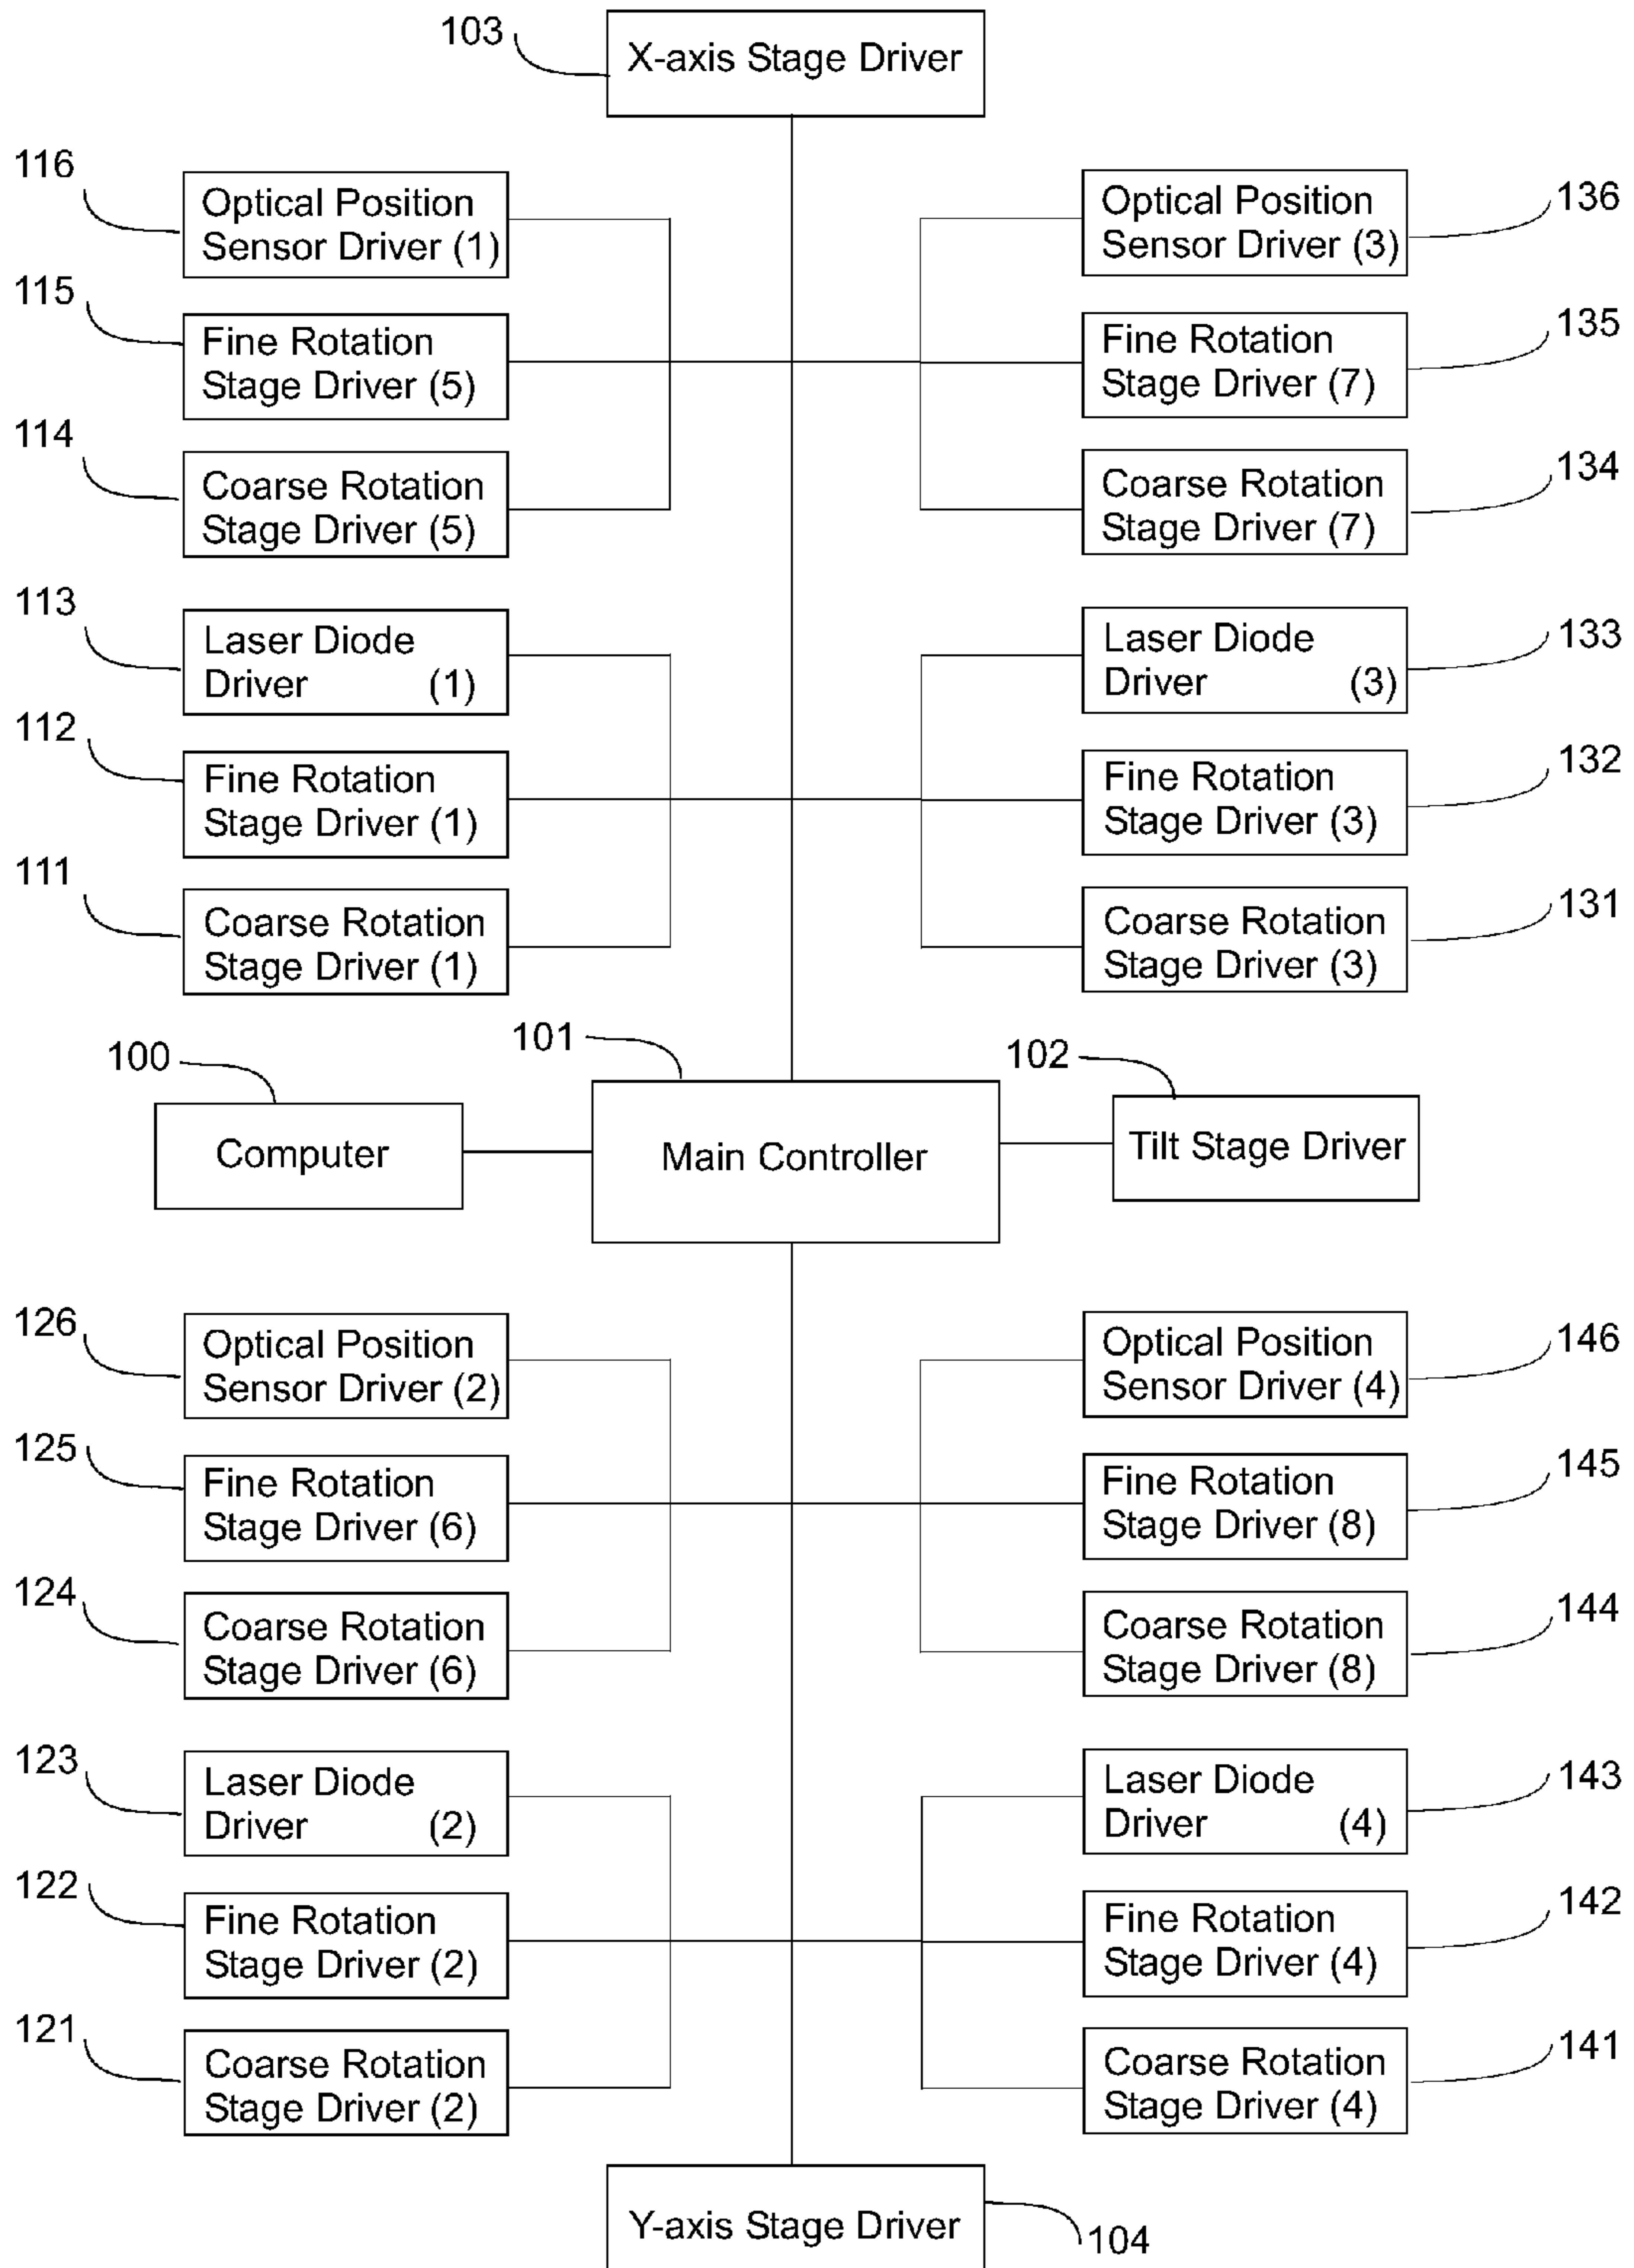 103
X-axis Stage Driver
116
Optical Position
Sensor Driver (1)
Optical Position
Sensor Driver (3)
136
115
Fine Rotation
Stage Driver (5)
Fine Rotation
Stage Driver (7)
135
114
Coarse Rotation
Stage Driver (5)
Coarse Rotation
Stage Driver (7)
134
113
Laser Diode
Driver (1)
Laser Diode
Driver (3)
133
112
Fine Rotation
Stage Driver (1)
Fine Rotation
Stage Driver (3)
132
111
Coarse Rotation
Stage Driver (1)
Coarse Rotation
Stage Driver (3)
131
100
Computer
101
Main Controller
102
Tilt Stage Driver
126
Optical Position
Sensor Driver (2)
Optical Position
Sensor Driver (4)
146
125
Fine Rotation
Stage Driver (6)
Fine Rotation
Stage Driver (8)
145
124
Coarse Rotation
Stage Driver (6)
Coarse Rotation
Stage Driver (8)
144
123
Laser Diode
Driver (2)
Laser Diode
Driver (4)
143
122
Fine Rotation
Stage Driver (2)
Fine Rotation
Stage Driver (4)
142
121
Coarse Rotation
Stage Driver (2)
Coarse Rotation
Stage Driver (4)
141
Y-axis Stage Driver
104